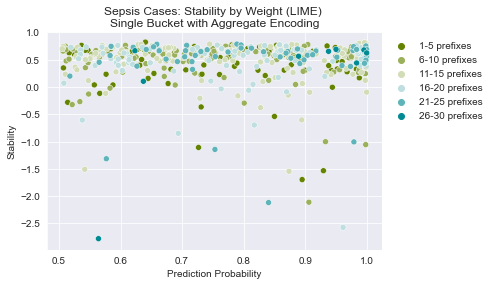 Sepsis Cases: Stability by Weight (LIME)
Single Bucket with Aggregate Encoding
1.0
0.5
0.0
−0.5
−1.0
−1.5
−2.0
−2.5
Stability
0.5 0.6 0.7 0.8 0.9 1.0
Prediction Probability
1-5 prefixes
6-10 prefixes
11-15 prefixes
16-20 prefixes
21-25 prefixes
26-30 prefixes